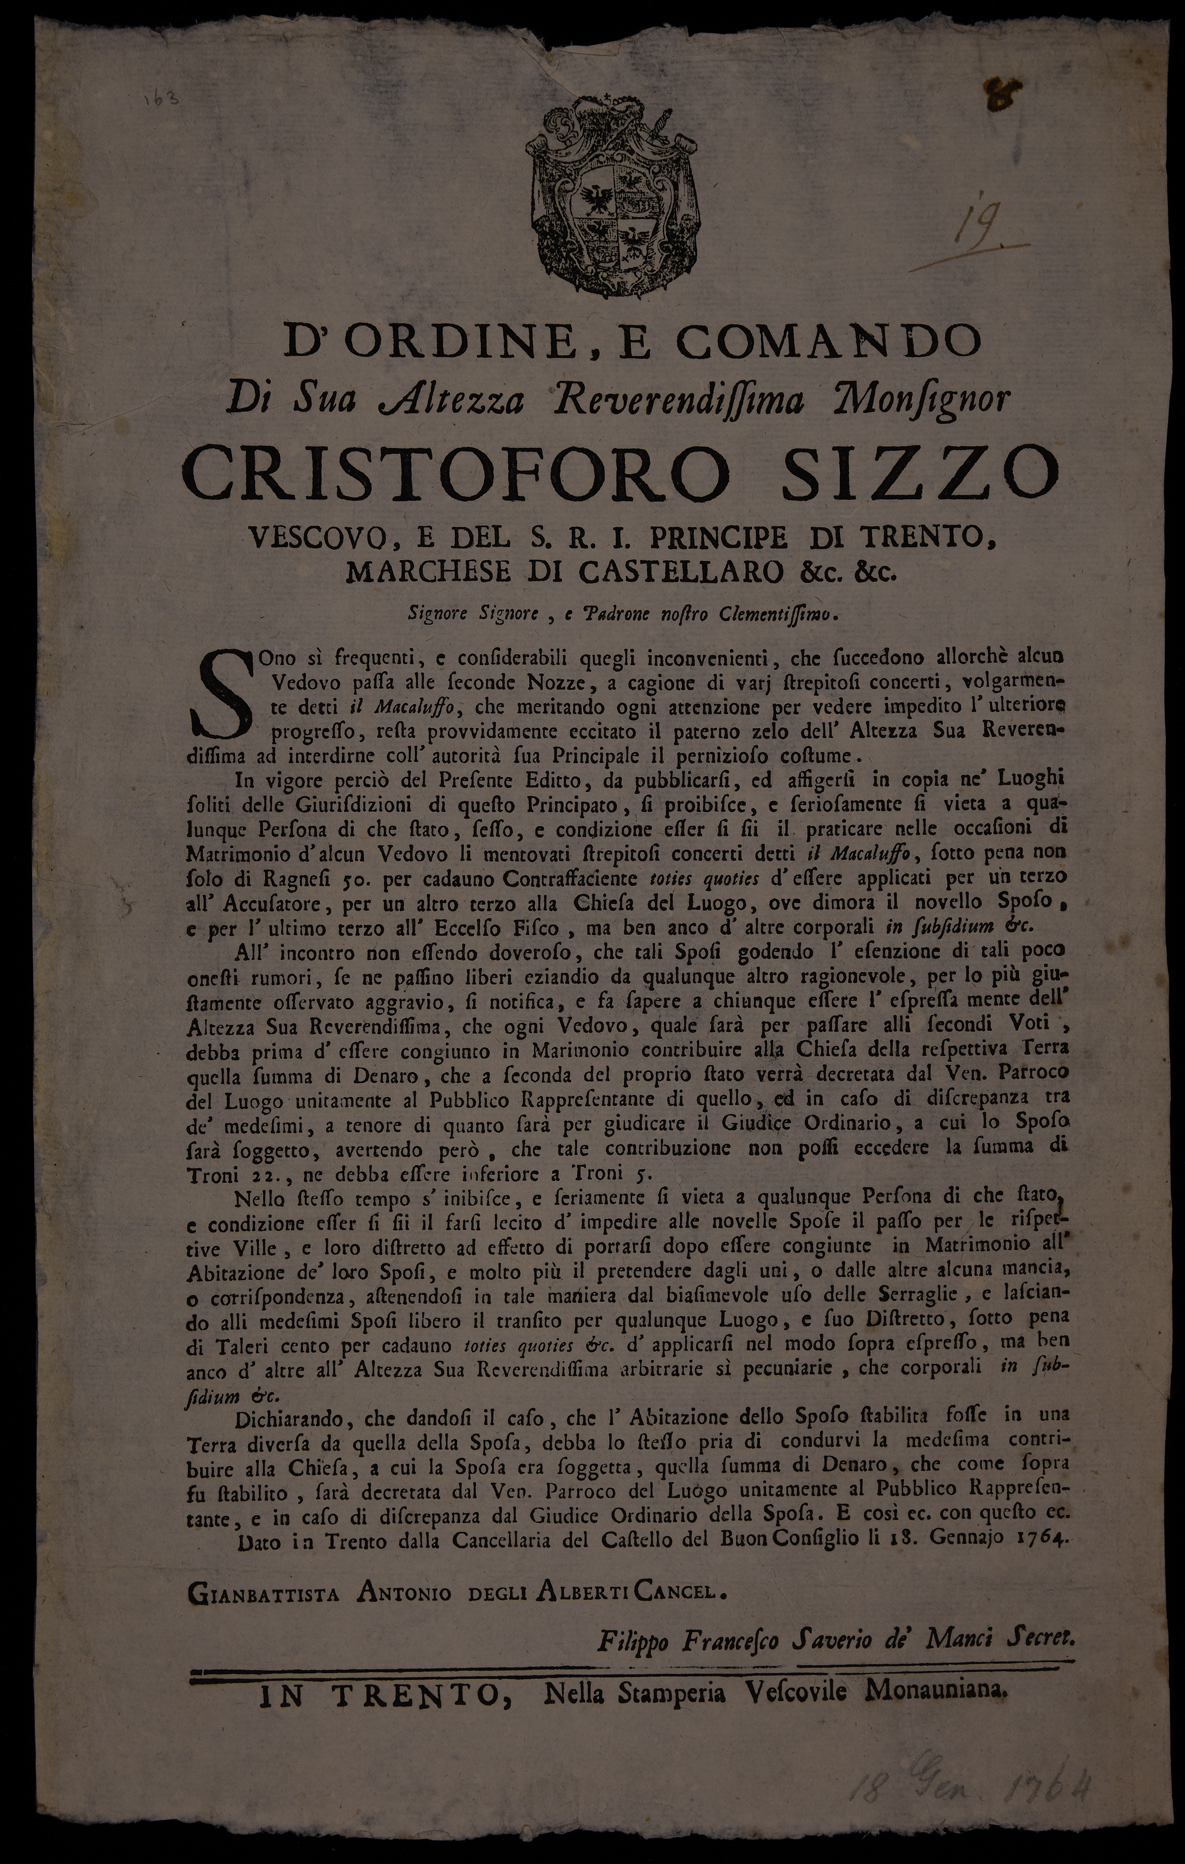 163
8
19.
D' ORDINE, E COMANDO
Di Sua Altezza Reverendiſſima Monſignor
CRISTOFORO SIZZO
VESCOVO, E DEL S. R. I. PRINCIPE DI TRENTO,
MARCHESE DI CASTELLARO &c. &c.
Signore Signore, e Padrone noſtro Clementiſſimo.
SOno sì frequenti, e conſiderabili quegli inconvenienti, che ſuccedono allorchè alcun
Vedovo paſſa alle ſeconde Nozze, a cagione di varj ſtrepitoſi concerti, volgarmen-
te detti il Macaluffo, che meritando ogni attenzione per vedere impedito l' ulteriore
progreſſo, reſta provvidamente eccitato il paterno zelo dell' Altezza Sua Reveren-
diſſima ad interdirne coll' autorità ſua Principale il pernizioſo coſtume.
In vigore perciò del Preſente Editto, da pubblicarſi, ed affigerſi in copia ne' Luoghi
ſoliti delle Giuriſdizioni di queſto Principato, ſi proibiſce, e ſerioſamente ſi vieta a qua-
lunque Perſona di che ſtato, ſeſſo, e condizione eſſer ſi ſii il praticare nelle occaſioni di
Matrimonio d' alcun Vedovo li mentovati ſtrepitoſi concerti detti il Macaluffo, ſotto pena non
ſolo di Ragneſi 50. per cadauno Contraffaciente toties quoties d' eſſere applicati per un terzo
all' Accuſatore, per un altro terzo alla Chieſa del Luogo, ove dimora il novello Spoſo,
e per l' ultimo terzo all' Eccelſo Fiſco, ma ben anco d' altre corporali in ſubſidium &c.
All' incontro non eſſendo doveroſo, che tali Spoſi godendo l' eſenzione di tali poco
oneſti rumori, ſe ne paſſino liberi eziandio da qualunque altro ragionevole, per lo più giu-
ſtamente oſſervato aggravio, ſi notifica, e fa ſapere a chiunque eſſere l' eſpreſſa mente dell'
Altezza Sua Reverendiſſima, che ogni Vedovo, quale ſarà per paſſare alli ſecondi Voti,
debba prima d' eſſere congiunto in Marimonio contribuire alla Chieſa della reſpettiva Terra
quella ſumma di Denaro, che a ſeconda del proprio ſtato verrà decretata dal Ven. Parroco
del Luogo unitamente al Pubblico Rappreſentante di quello, ed in caſo di diſcrepanza tra
de' medeſimi, a tenore di quanto ſarà per giudicare il Giudice Ordinario, a cui lo Spoſo
ſarà ſoggetto, avertendo però, che tale contribuzione non poſſi eccedere la ſumma di
Troni 22., ne debba eſſere inferiore a Troni 5.
Nello ſteſſo tempo s' inibiſce, e ſeriamente ſi vieta a qualunque Perſona di che ſtato,
e condizione eſſer ſi ſii il farſi lecito d' impedire alle novelle Spoſe il paſſo per le riſpet-
tive Ville, e loro diſtretto ad effetto di portarſi dopo eſſere congiunte in Matrimonio all'
Abitazione de' loro Spoſi, e molto più il pretendere dagli uni, o dalle altre alcuna mancia,
o corriſpondenza, aſtenendoſi in tale maniera dal biaſimevole uſo delle Serraglie, e laſcian-
do alli medeſimi Spoſi libero il tranſito per qualunque Luogo, e ſuo Diſtretto, ſotto pena
di Taleri cento per cadauno toties quoties &c. d' applicarſi nel modo ſopra eſpreſſo, ma ben
anco d' altre all' Altezza Sua Reverendiſſima arbitrarie sì pecuniarie, che corporali in ſub-
ſidium &c.
Dichiarando, che dandoſi il caſo, che l' Abitazione dello Spoſo ſtabilita foſſe in una
Terra diverſa da quella della Spoſa, debba lo ſteſſo pria di condurvi la medeſima contri-
buire alla Chieſa, a cui la Spoſa era ſoggetta, quella ſumma di Denaro, che come ſopra
fu ſtabilito, ſarà decretata dal Ven. Parroco del Luogo unitamente al Pubblico Rappreſen-
tante, e in caſo di diſcrepanza dal Giudice Ordinario della Spoſa. E così ec. con queſto ec.
Dato in Trento dalla Cancellaria del Caſtello del Buon Conſiglio li 18. Gennajo 1764.
GIANBATTISTA ANTONIO DEGLI ALBERTI CANCEL.
Filippo Franceſco Saverio de' Manci Secret.
IN TRENTO, Nella Stamperia Veſcovile Monauniana.
18 Gen. 1764